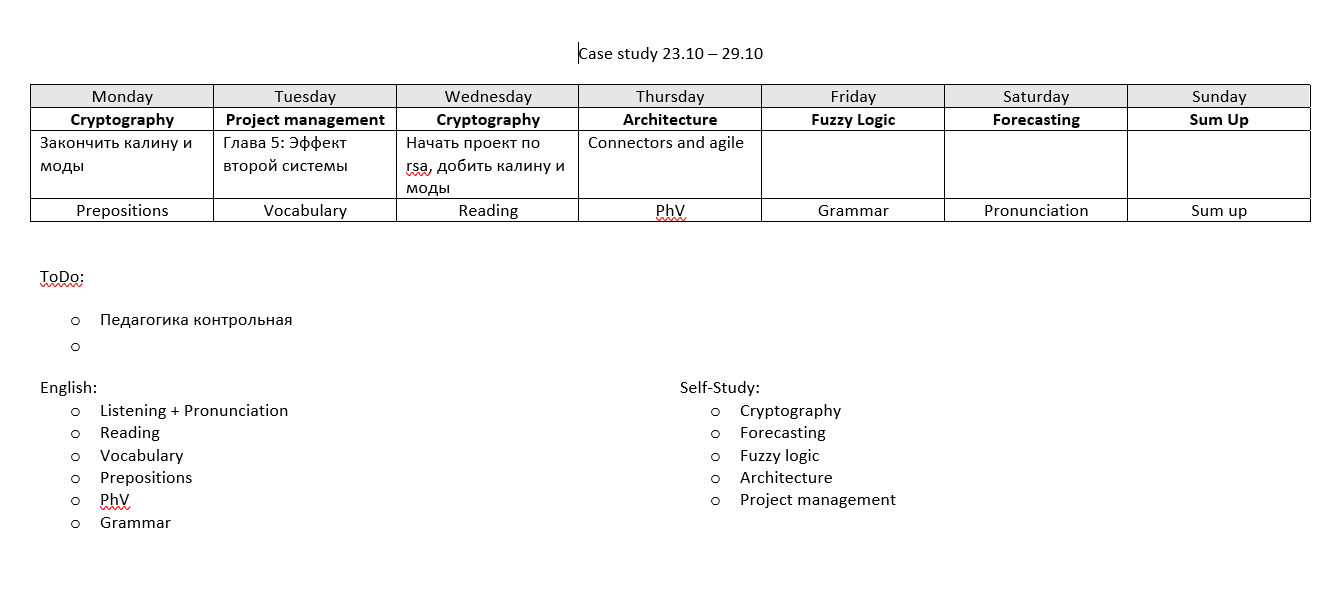 Case study 23.10 – 29.10
Monday Tuesday Wednesday Thursday Friday Saturday Sunday
Cryptography Project management Cryptography Architecture Fuzzy Logic Forecasting Sum Up
Закончить калину и Глава 5: Эффект Начать проект по Connectors and agile
моды второй системы rsa, добить калину и
моды
Prepositions Vocabulary Reading PhV Grammar Pronunciation Sum up
ToDo:
Педагогика контрольная
English: Self-Study:
Listening + Pronunciation Cryptography
Reading Forecasting
Vocabulary Fuzzy logic
Prepositions Architecture
PhV Project management
Grammar